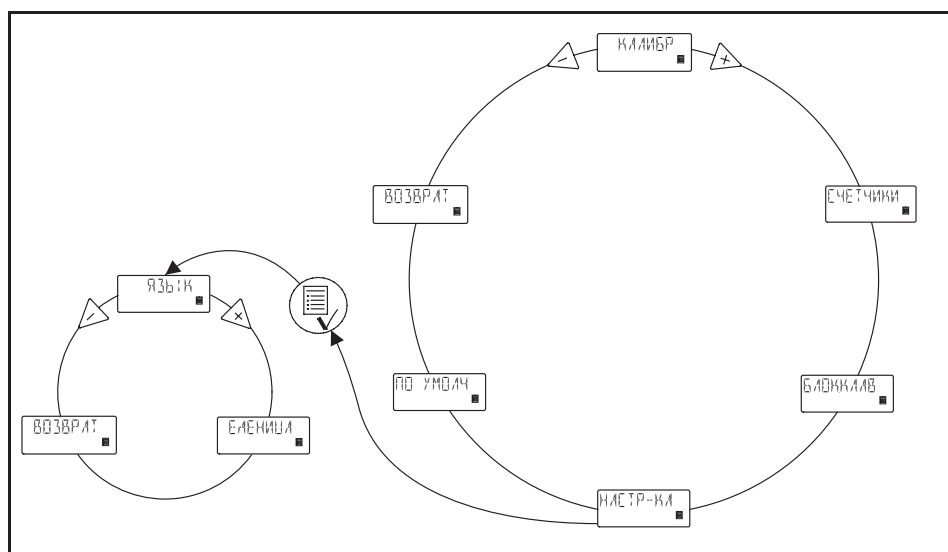 КАЛИБР
− +
ВОЗВРАТ
СЧЕТЧИКИ
ЯЗЫК
− +
ПО УМОЛЧ
БЛОККЛАВ
ВОЗВРАТ
ЕДЕНИЦА
НАСТР-КА